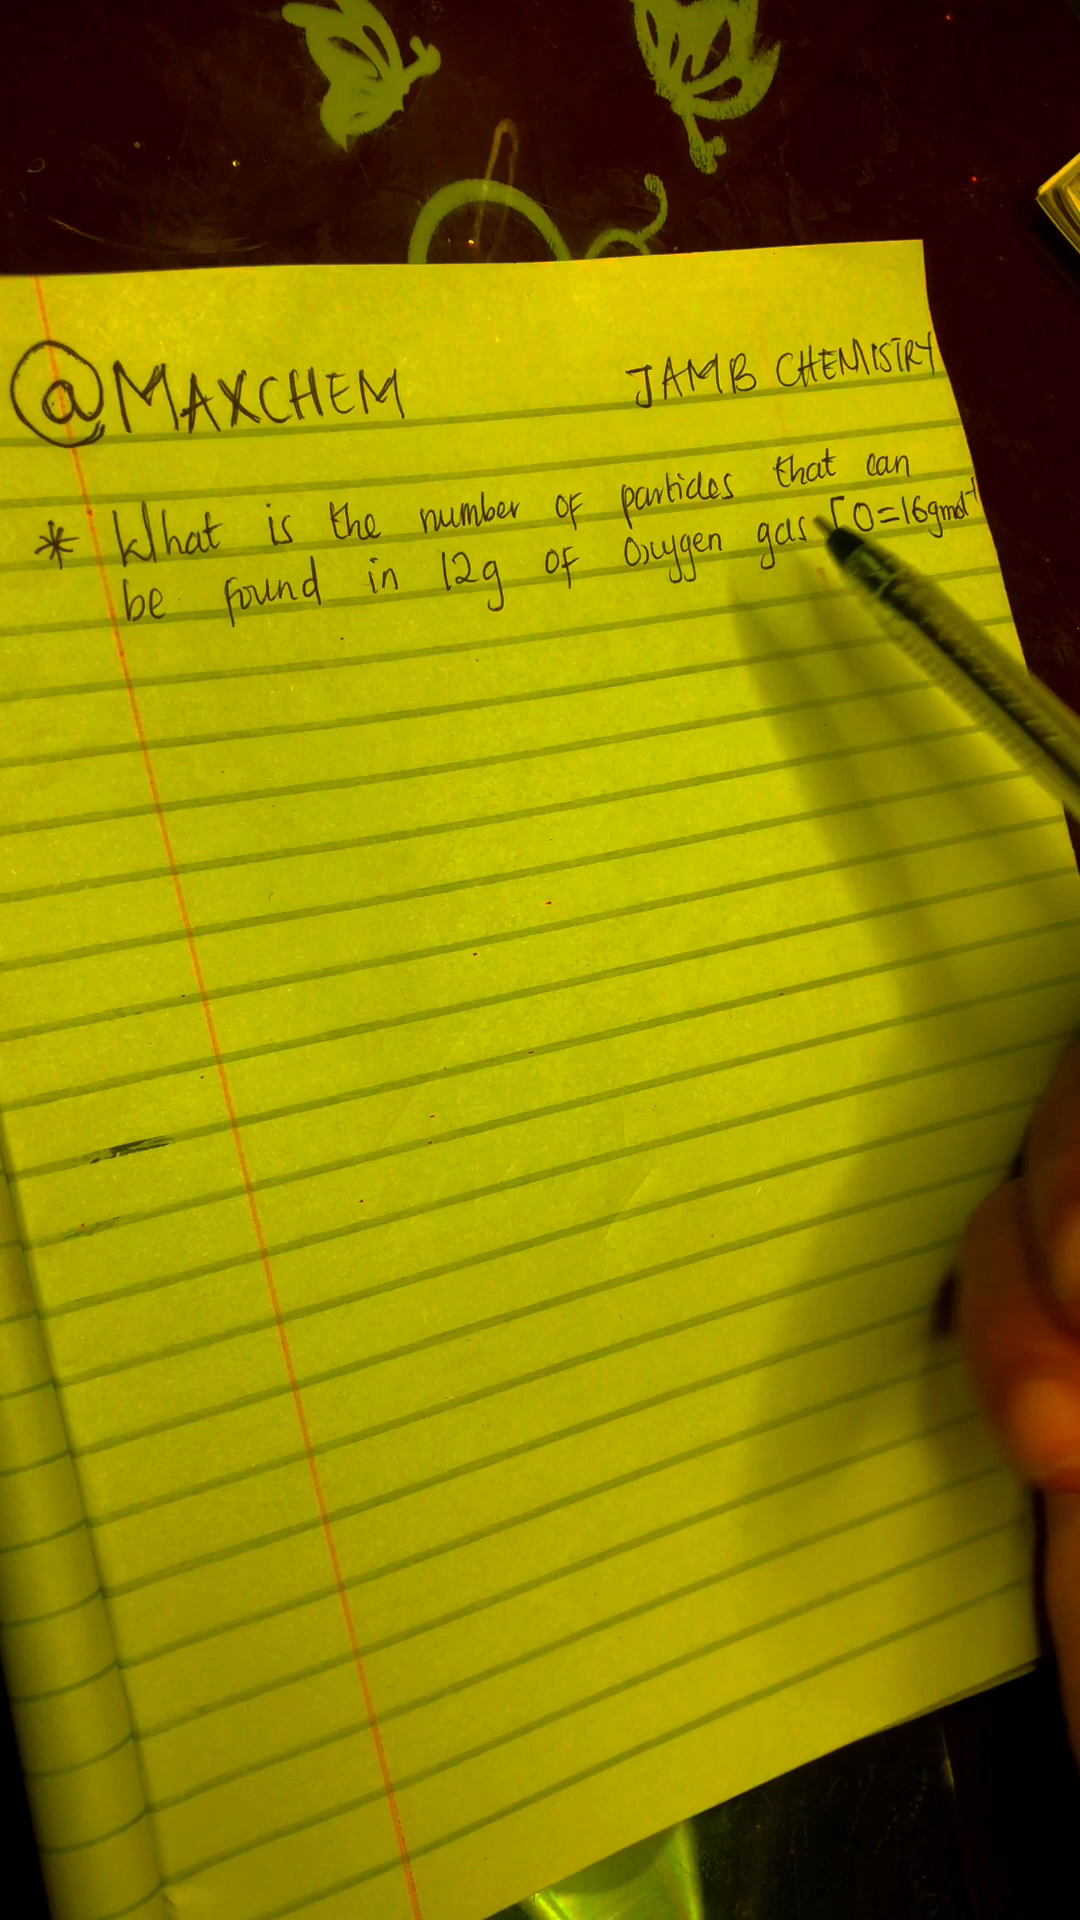 @MAXCHEM JAMB CHEMISTRY
* What is the number of particles that can
be found in 12g of Oxygen gas [O=16gmol⁻¹